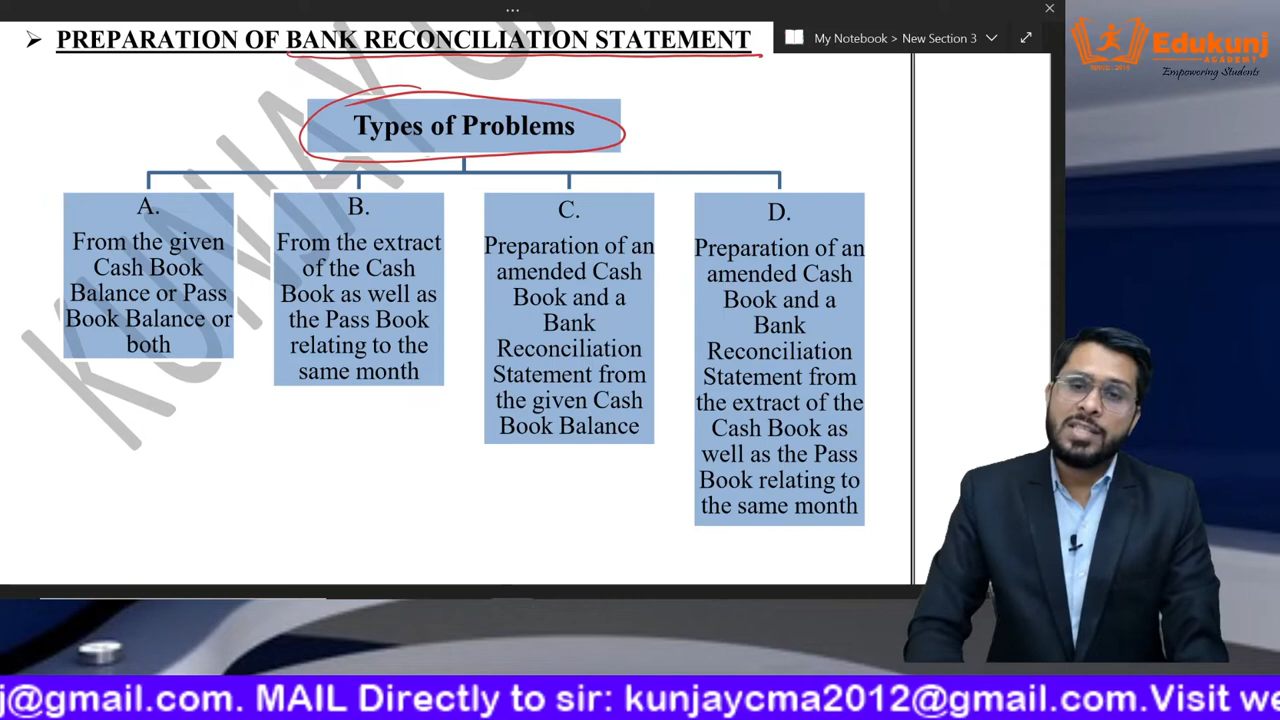 PREPARATION OF BANK RECONCILIATION STATEMENT
My Notebook > New Section 3
Edukunj
ACADEMY
Empowering Students
Types of Problems
A.
From the given
Cash Book
Balance or Pass
Book Balance or
both
B.
From the extract
of the Cash
Book as well as
the Pass Book
relating to the
same month
C.
Preparation of an
amended Cash
Book and a
Bank
Reconciliation
Statement from
the given Cash
Book Balance
D.
Preparation of an
amended Cash
Book and a
Bank
Reconciliation
Statement from
the extract of the
Cash Book as
well as the Pass
Book relating to
the same month
j@gmail.com. MAIL Directly to sir: kunjaycma2012@gmail.com.Visit we